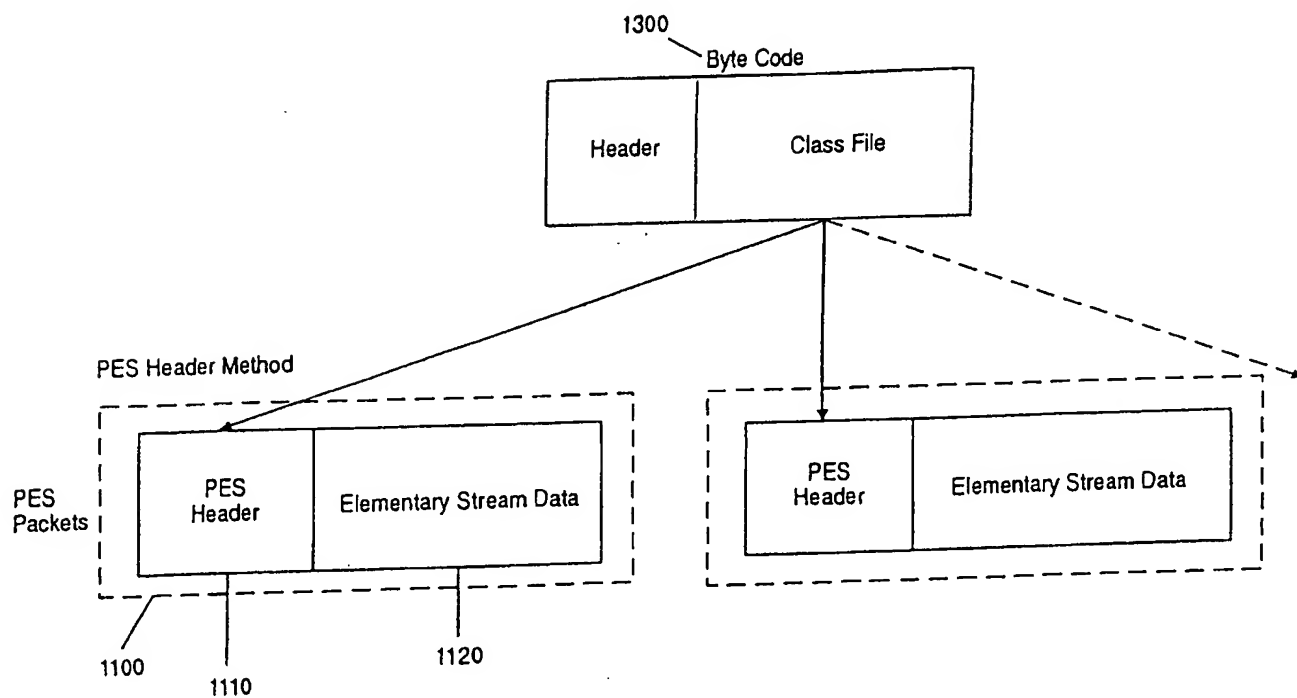 1300
Byte Code
Header
Class File
PES Header Method
PES
Packets
PES
Header
Elementary Stream Data
PES
Header
Elementary Stream Data
1100
1110
1120